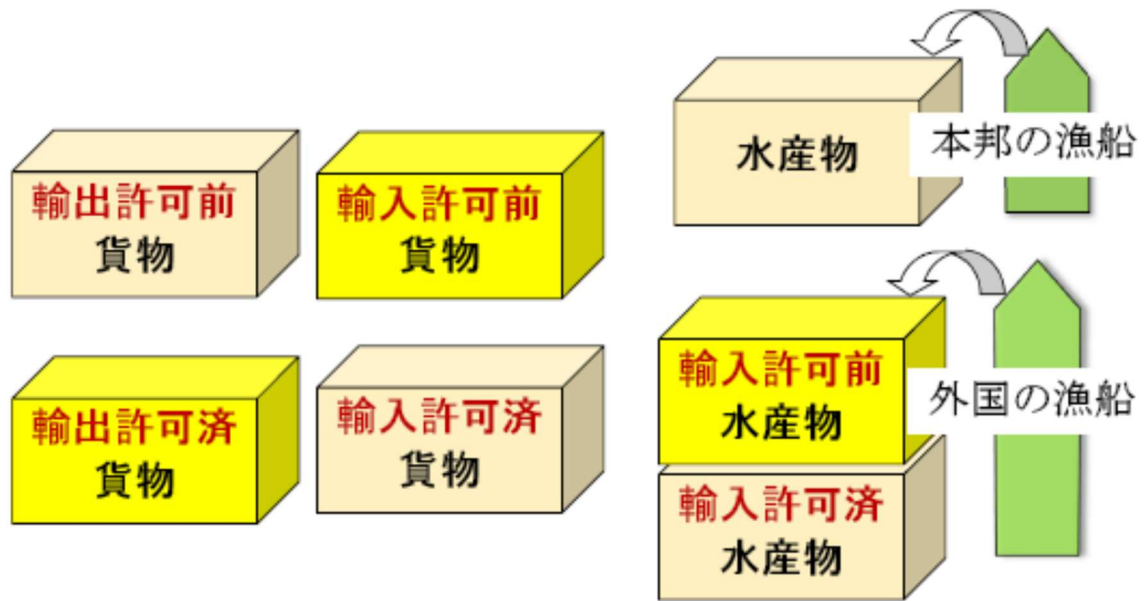 輸出許可前
貨物
輸入許可前
貨物
輸出許可済
貨物
輸入許可済
貨物
水産物
本邦の漁船
輸入許可前
水産物
外国の漁船
輸入許可済
水産物